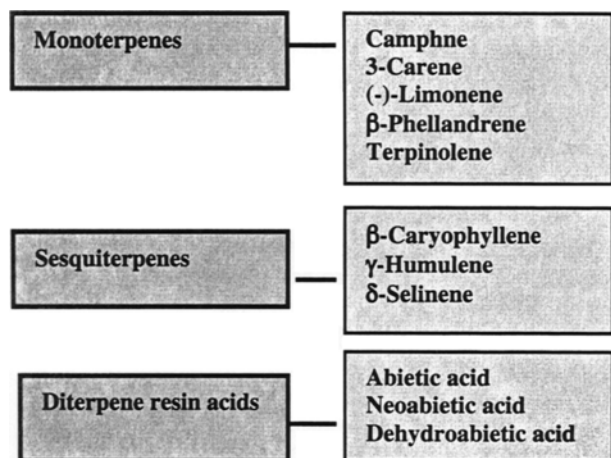 Monoterpenes
Camphne
3-Carene
(-)-Limonene
β-Phellandrene
Terpinolene
Sesquiterpenes
β-Caryophyllene
γ-Humulene
δ-Selinene
Diterpene resin acids
Abietic acid
Neoabietic acid
Dehydroabietic acid